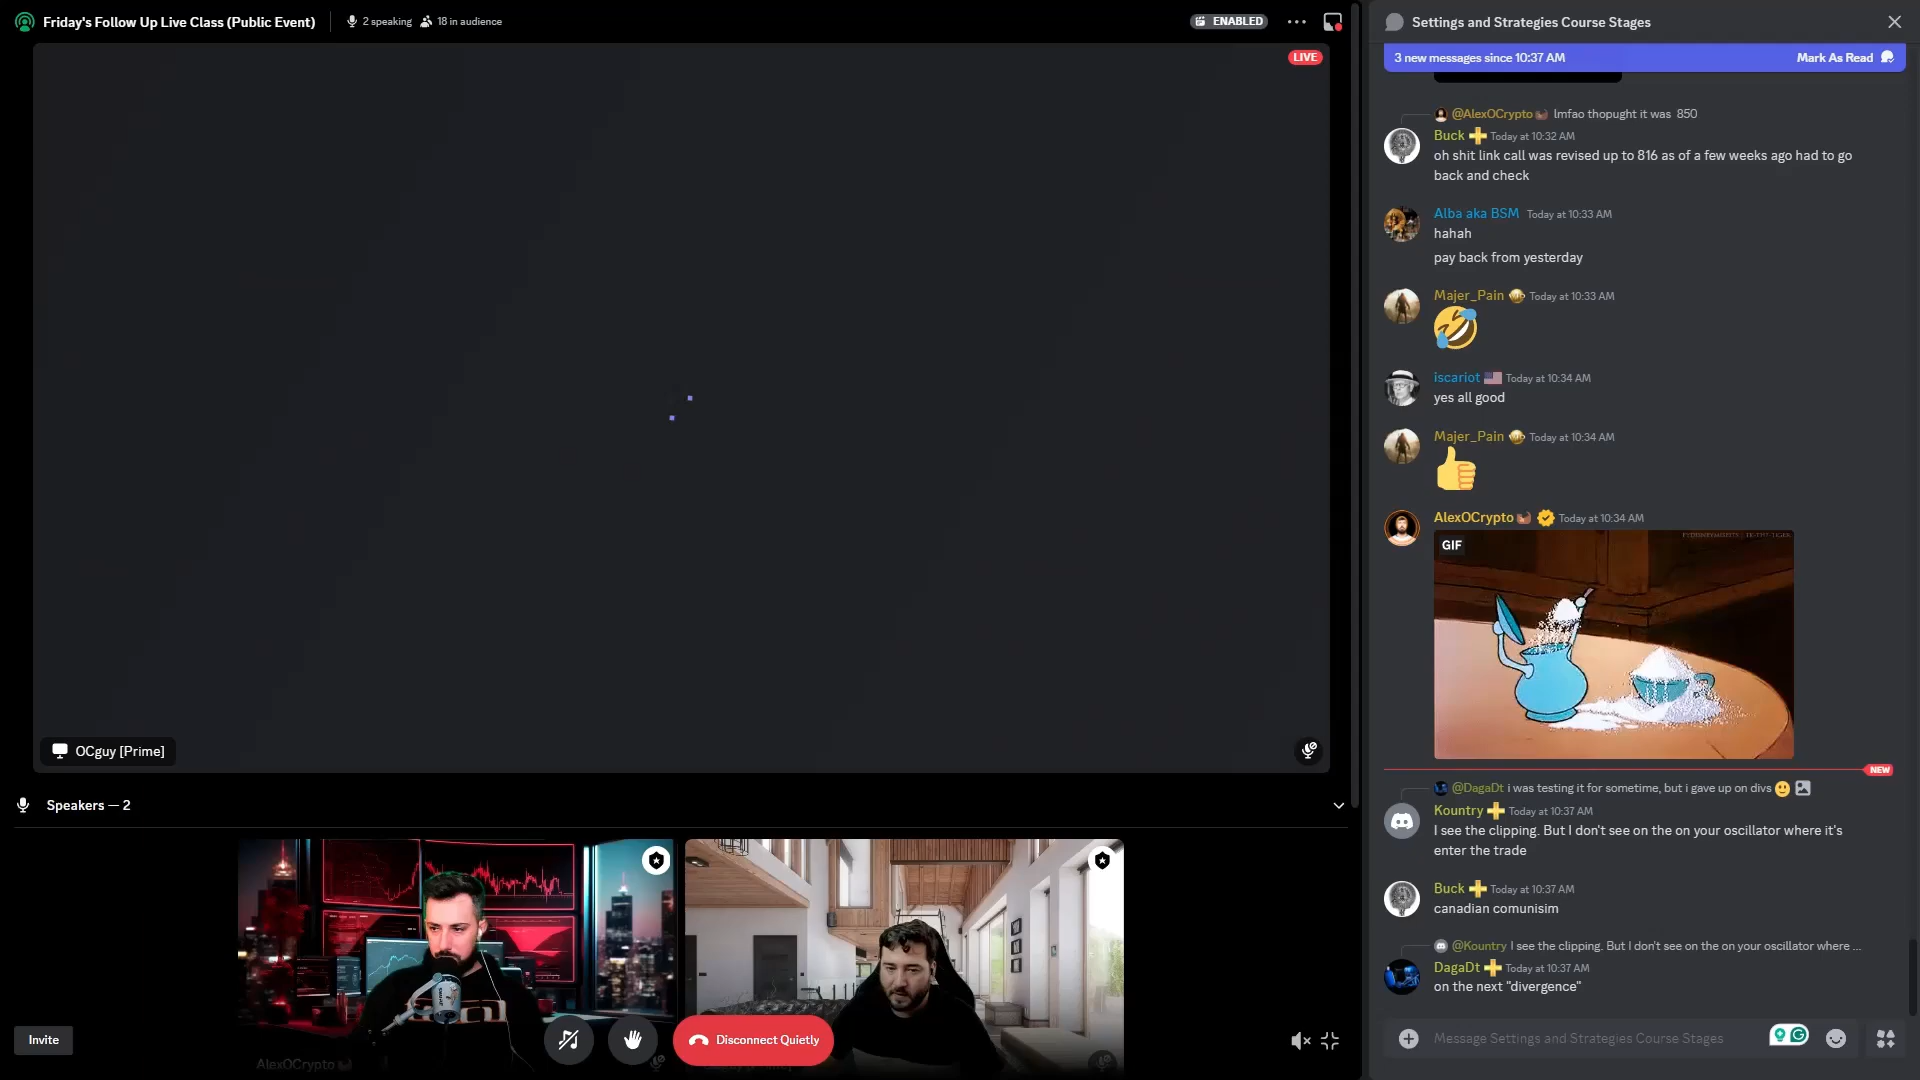 Friday's Follow Up Live Class (Public Event)
2 speaking
18 in audience
ENABLED
LIVE
OCguy [Prime]
Speakers — 2
AlexOCrypto
Invite
Disconnect Quietly
Settings and Strategies Course Stages
3 new messages since 10:37 AM
Mark As Read
@AlexOCrypto lmfao thopught it was 850
Buck Today at 10:32 AM
oh shit link call was revised up to 816 as of a few weeks ago had to go
back and check
Alba aka BSM Today at 10:33 AM
hahah
pay back from yesterday
Majer_Pain Today at 10:33 AM
iscariot Today at 10:34 AM
yes all good
Majer_Pain Today at 10:34 AM
AlexOCrypto Today at 10:34 AM
GIF
NEW
@DagaDt i was testing it for sometime, but i gave up on divs
Kountry Today at 10:37 AM
I see the clipping. But I don't see on the on your oscillator where it's
enter the trade
Buck Today at 10:37 AM
canadian comunisim
@Kountry I see the clipping. But I don't see on the on your oscillator where ...
DagaDt Today at 10:37 AM
on the next "divergence"
Message Settings and Strategies Course Stages